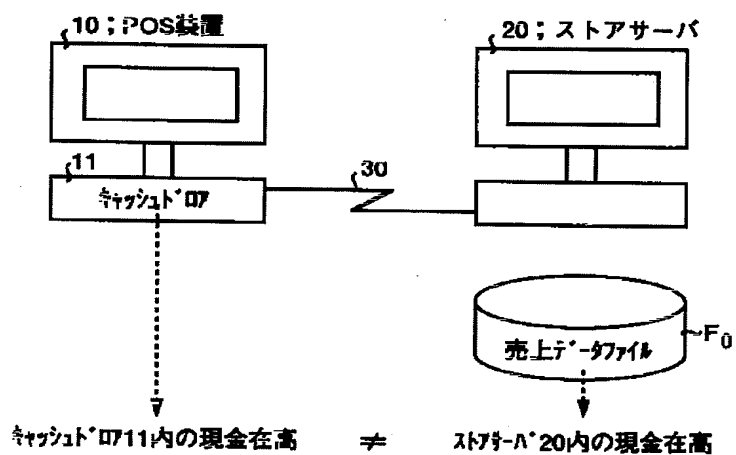 10；POS装置
20；ストアサーバ
11
30
ｷｬｯｼｭﾄﾞﾛｱ
売上ﾃﾞｰﾀﾌｧｲﾙ
F0
ｷｬｯｼｭﾄﾞﾛｱ11内の現金在高 ≠ ｽﾄｱｻｰﾊﾞ20内の現金在高